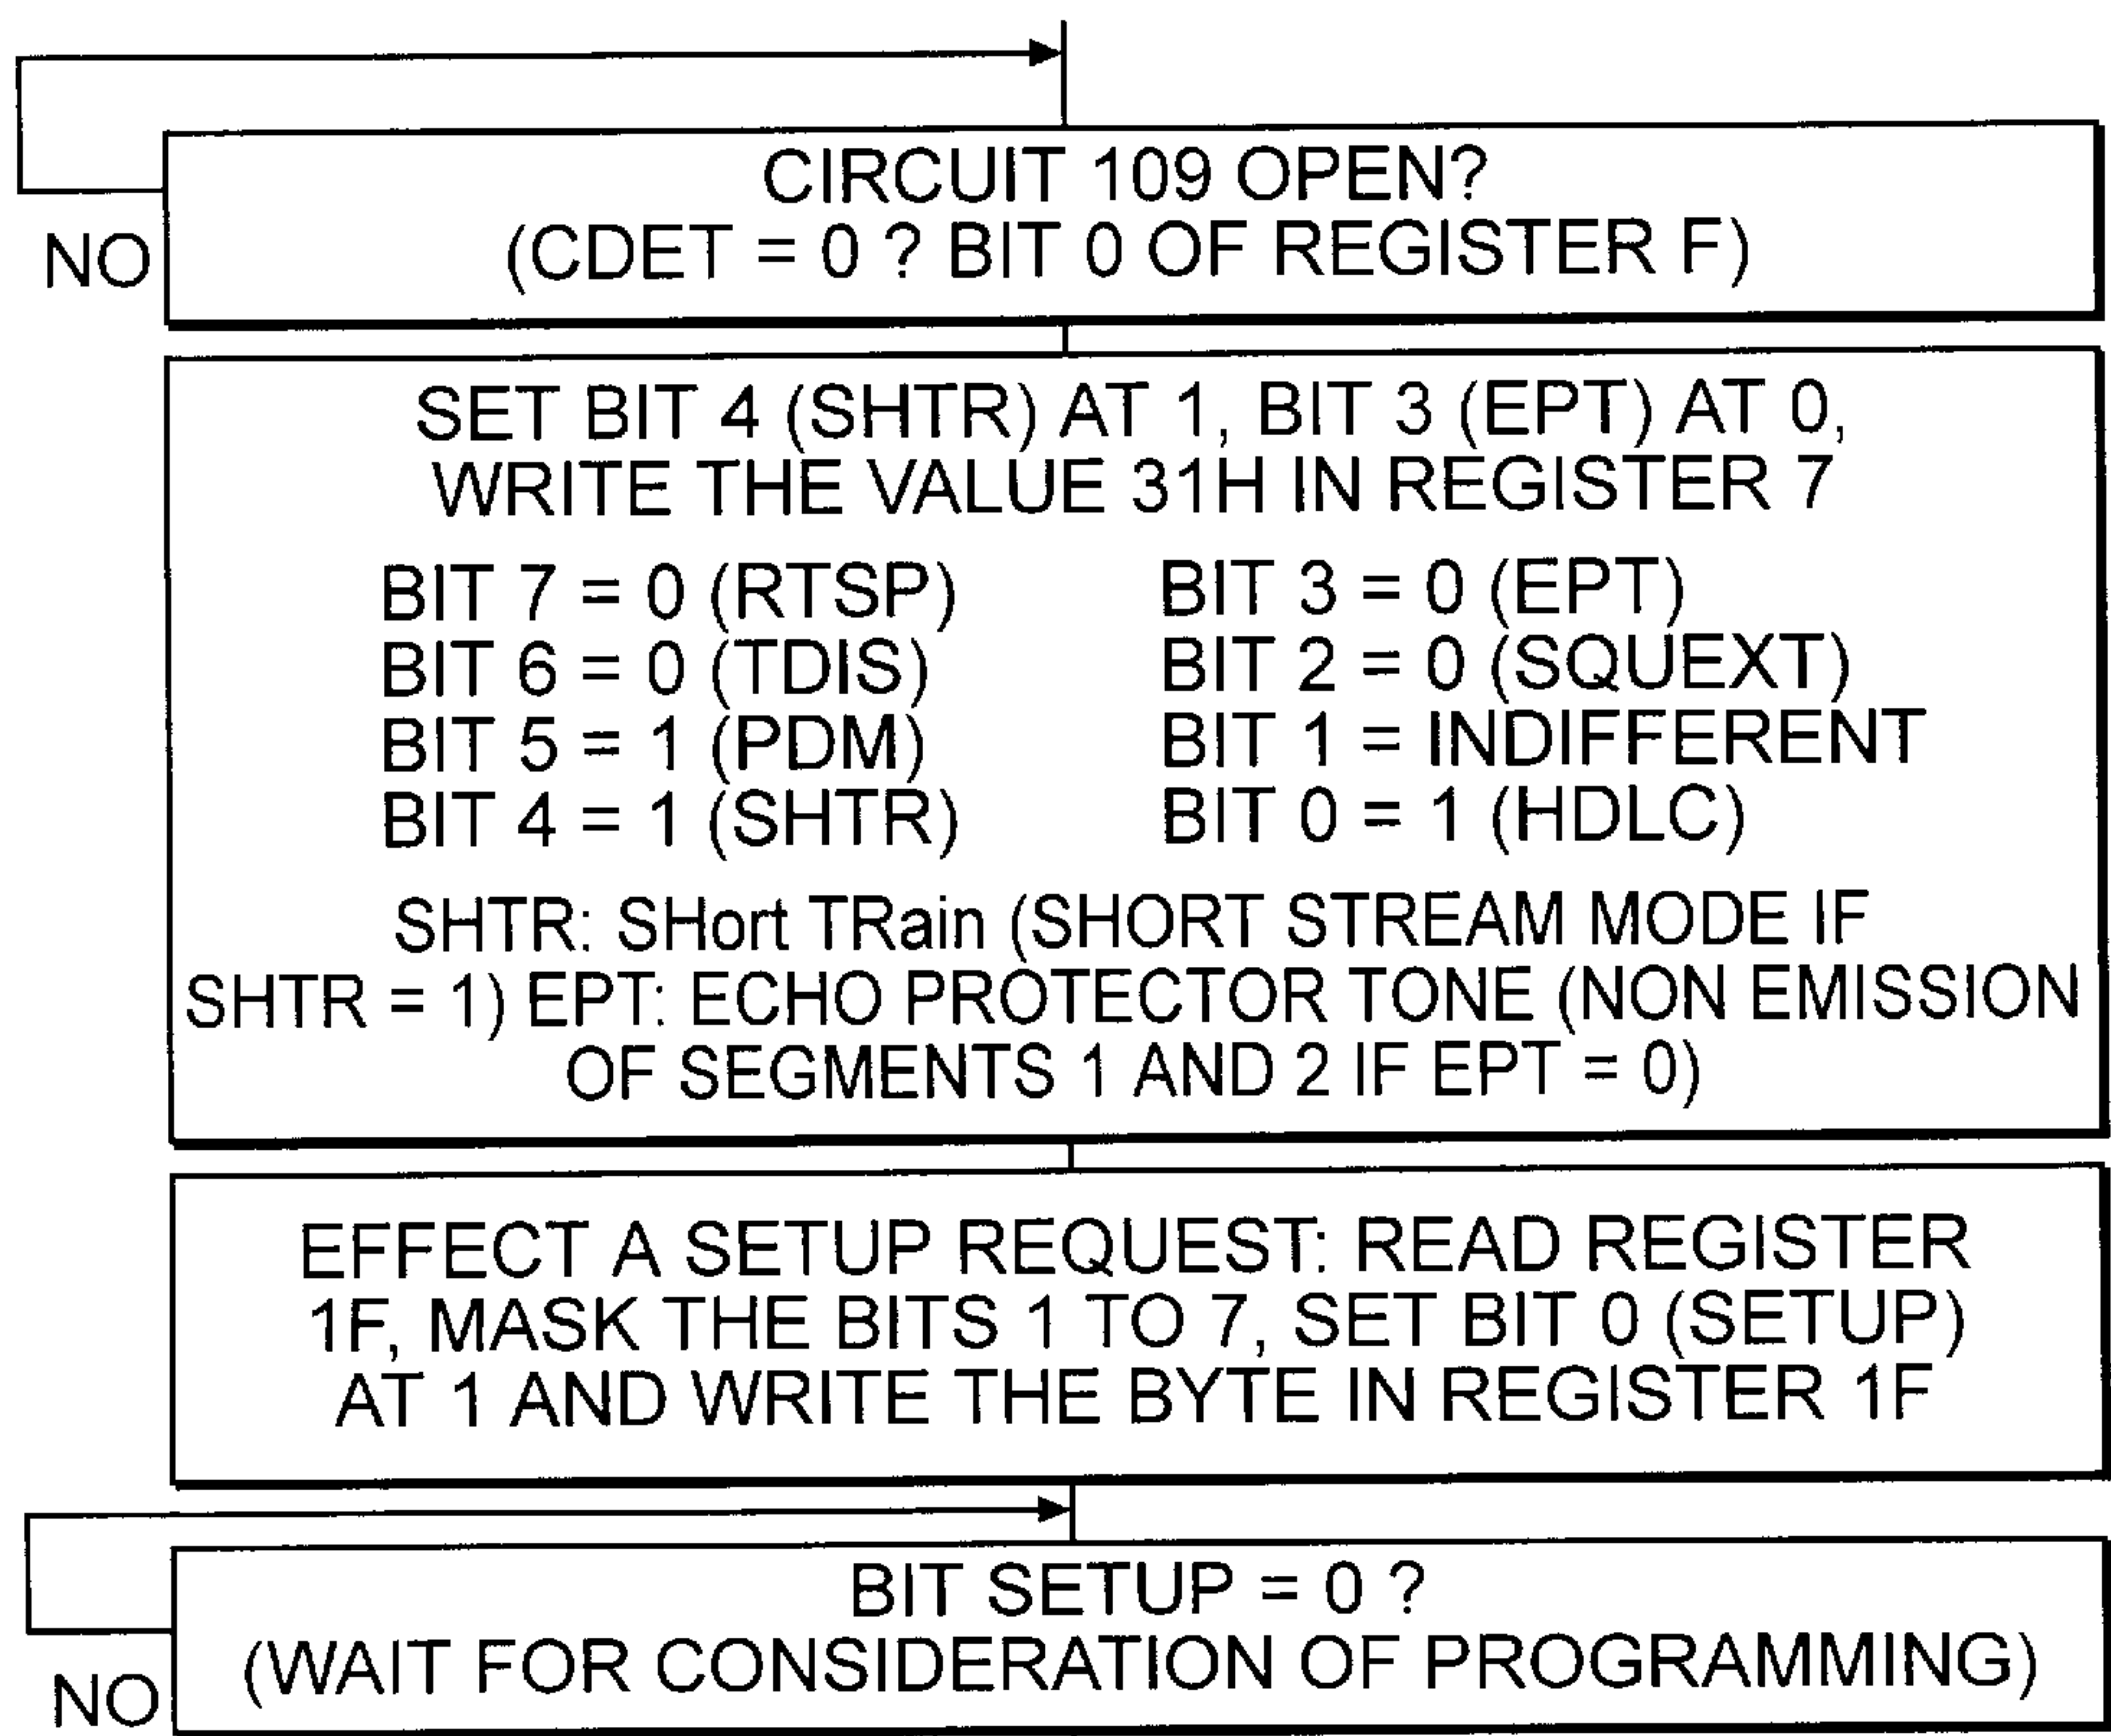 CIRCUIT 109 OPEN?
NO
(CDET = 0 ? BIT 0 OF REGISTER F)
SET BIT 4 (SHTR) AT 1, BIT 3 (EPT) AT 0,
WRITE THE VALUE 31H IN REGISTER 7
BIT 7 = 0 (RTSP)
BIT 6 = 0 (TDIS)
BIT 5 = 1 (PDM)
BIT 4 = 1 (SHTR)
BIT 3 = 0 (EPT)
BIT 2 = 0 (SQUEXT)
BIT 1 = INDIFFERENT
BIT 0 = 1 (HDLC)
SHTR: SHort TRain (SHORT STREAM MODE IF
SHTR = 1) EPT: ECHO PROTECTOR TONE (NON EMISSION
OF SEGMENTS 1 AND 2 IF EPT = 0)
EFFECT A SETUP REQUEST: READ REGISTER
1F, MASK THE BITS 1 TO 7, SET BIT 0 (SETUP)
AT 1 AND WRITE THE BYTE IN REGISTER 1F
BIT SETUP = 0 ?
(WAIT FOR CONSIDERATION OF PROGRAMMING)
NO